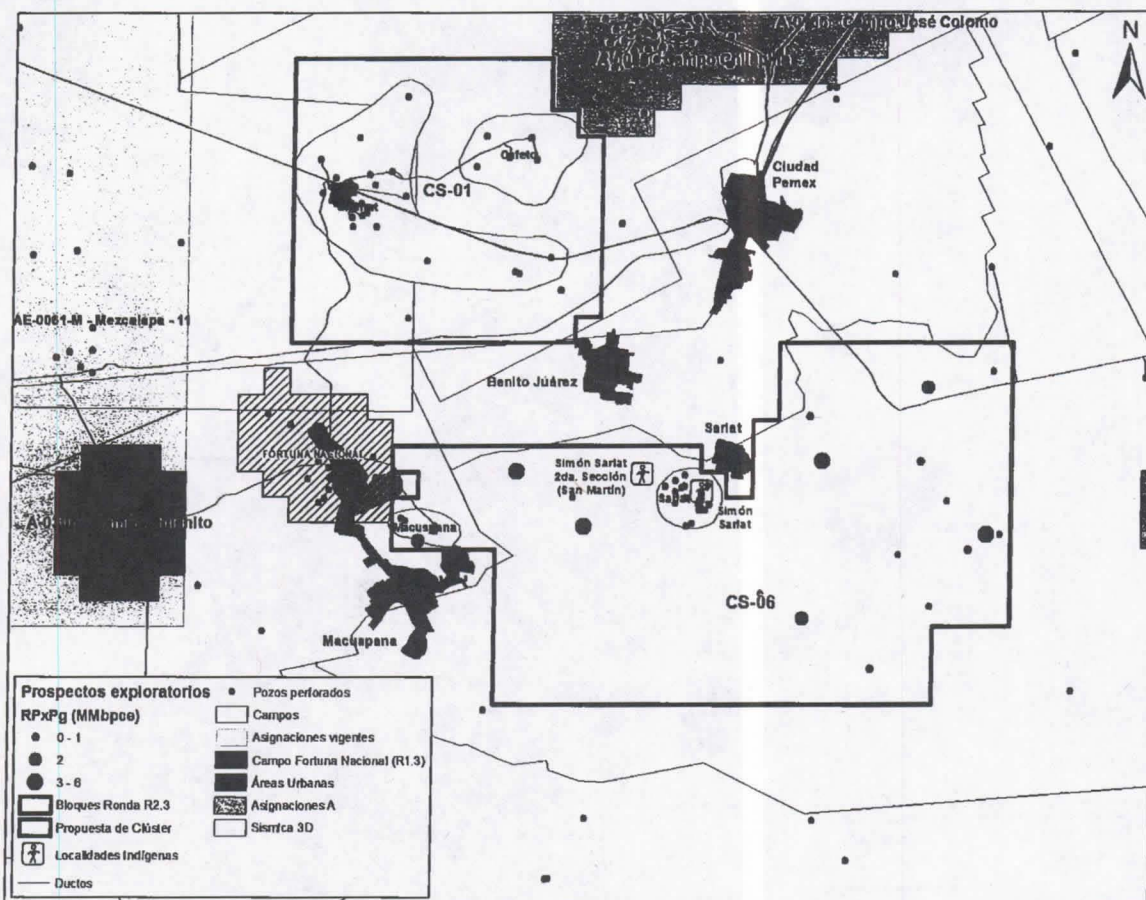 Campo José Colomo
N
Ciudad
Pemex
Cafeto
CS-01
AE-0061-M - Mezcalapa - 11
Benito Juárez
Sarlat
FORTUNA NACIONAL
Simón Sarlat
2da. Sección
(San Martín)
Simón
Sarlat
Macuspana
CS-06
Macuapana
Prospectos exploratorios
RPxPg (MMbpce)
0 - 1
2
3 - 6
Bloques Ronda R2.3
Propuesta de Clúster
Localidades Indígenas
Ductos
Pozos perforados
Campos
Asignaciones vigentes
Campo Fortuna Nacional (R1.3)
Áreas Urbanas
Asignaciones A
Sísmica 3D